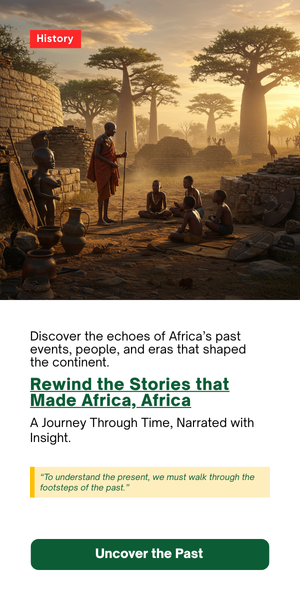 History
Discover the echoes of Africa's past
events, people, and eras that shaped
the continent.
Rewind the Stories that
Made Africa, Africa
A Journey Through Time, Narrated with
Insight.
"To understand the present, we must walk through the
footsteps of the past."
Uncover the Past